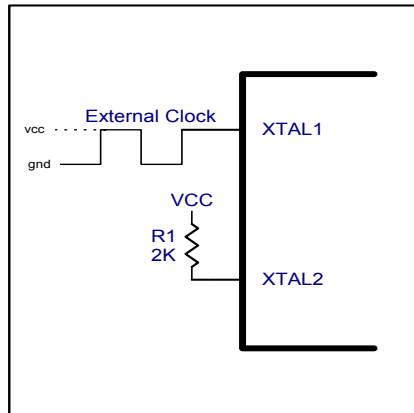 External Clock
vcc
XTAL1
gnd
VCC
R1
2K
XTAL2